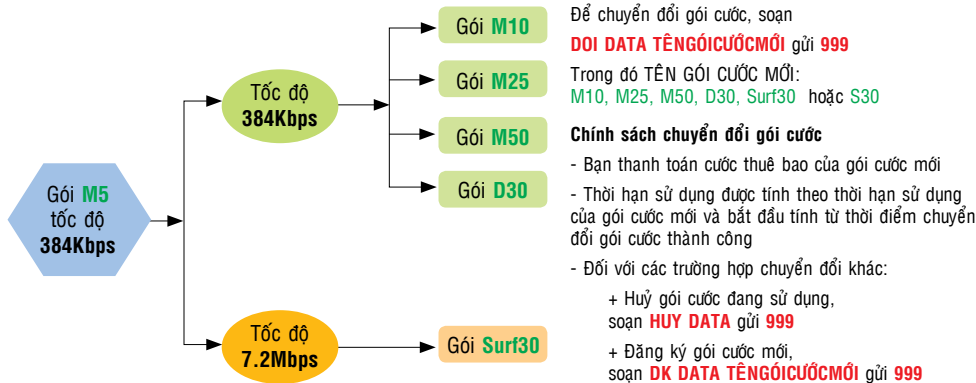 Gói M5
tốc độ
384Kbps
Tốc độ
384Kbps
Tốc độ
7.2Mbps
Gói M10
Gói M25
Gói M50
Gói D30
Gói Surf30
Để chuyển đổi gói cước, soạn
DOI DATA TÊNGÓICƯỚCMỚI gửi 999
Trong đó TÊN GÓI CƯỚC MỚI:
M10, M25, M50, D30, Surf30 hoặc S30
Chính sách chuyển đổi gói cước
- Bạn thanh toán cước thuê bao của gói cước mới
- Thời hạn sử dụng được tính theo thời hạn sử dụng
của gói cước mới và bắt đầu tính từ thời điểm chuyển
đổi gói cước thành công
- Đối với các trường hợp chuyển đổi khác:
+ Huỷ gói cước đang sử dụng,
soạn HUY DATA gửi 999
+ Đăng ký gói cước mới,
soạn DK DATA TÊNGÓICƯỚCMỚI gửi 999